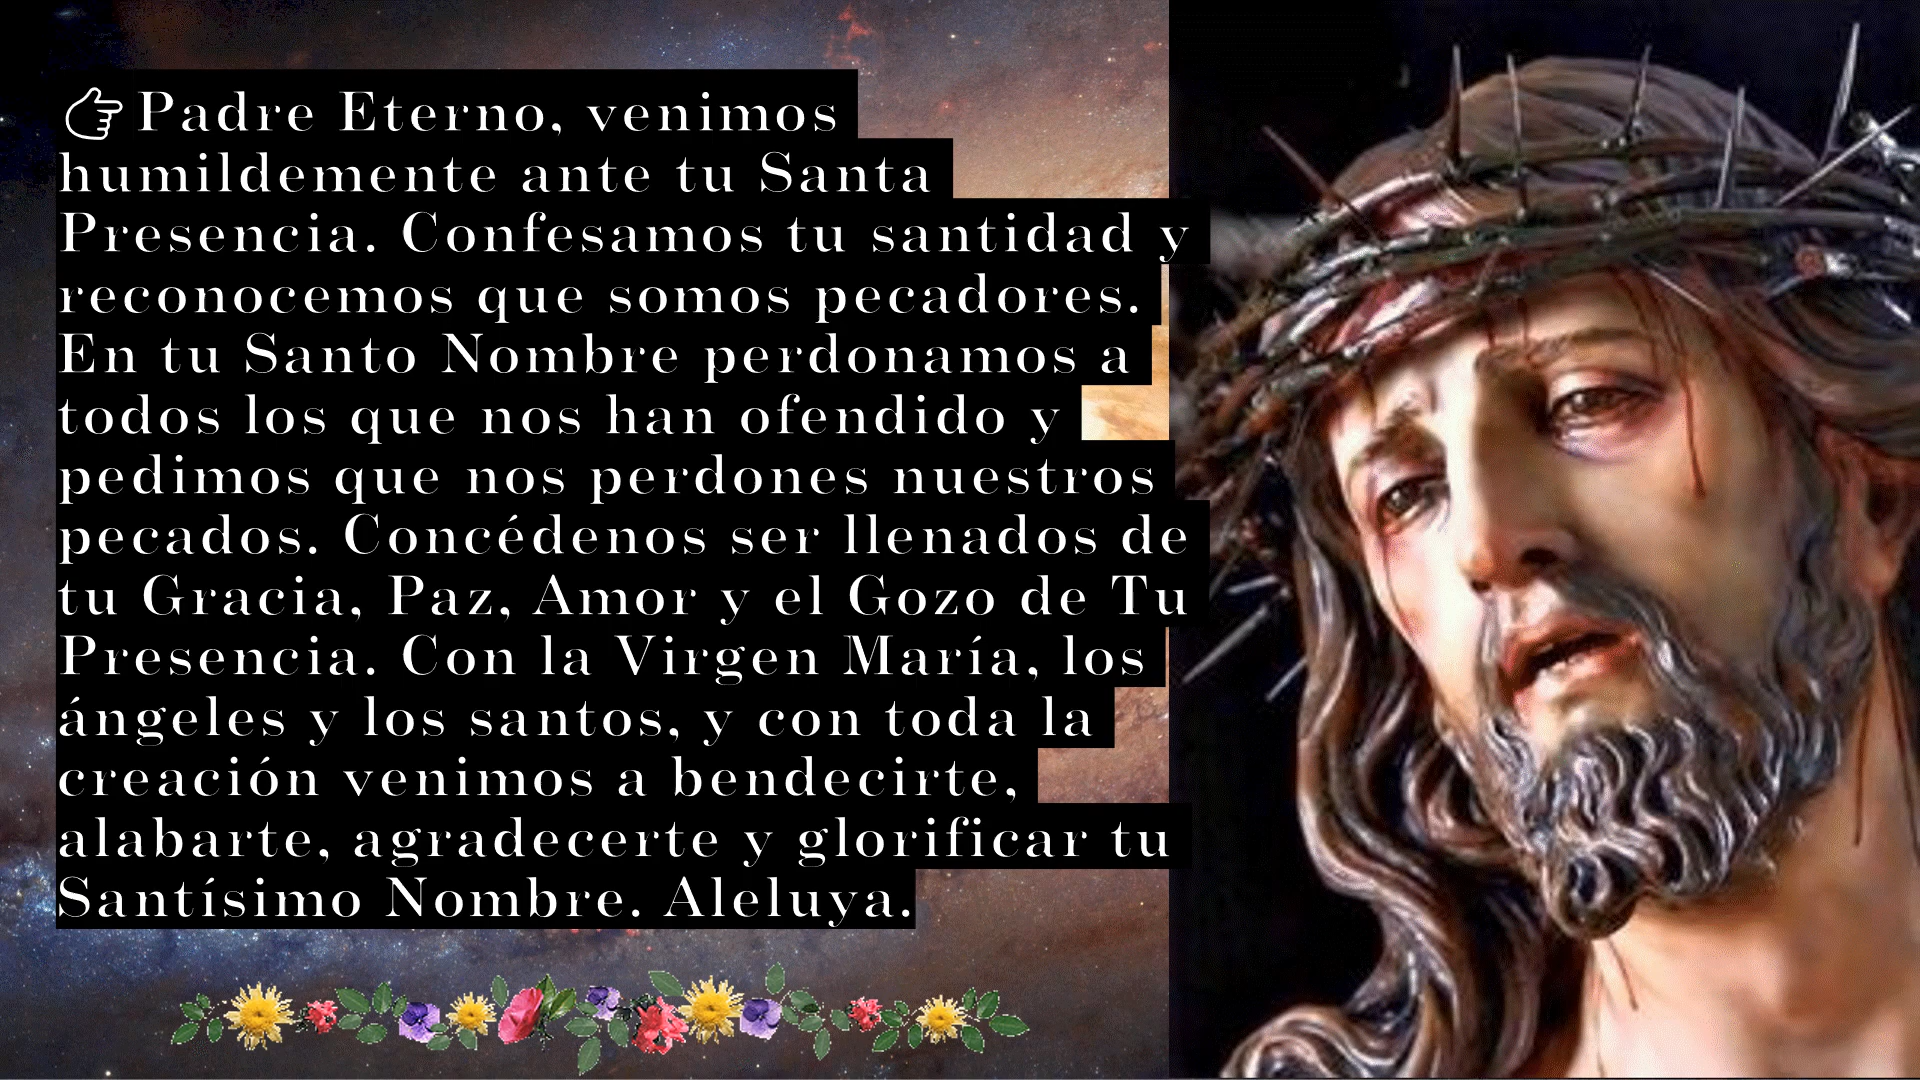 👉Padre Eterno, venimos
humildemente ante tu Santa
Presencia. Confesamos tu santidad y
reconocemos que somos pecadores.
En tu Santo Nombre perdonamos a
todos los que nos han ofendido y
pedimos que nos perdones nuestros
pecados. Concédenos ser llenados de
tu Gracia, Paz, Amor y el Gozo de Tu
Presencia. Con la Virgen María, los
ángeles y los santos, y con toda la
creación venimos a bendecirte,
alabarte, agradecerte y glorificar tu
Santísimo Nombre. Aleluya.